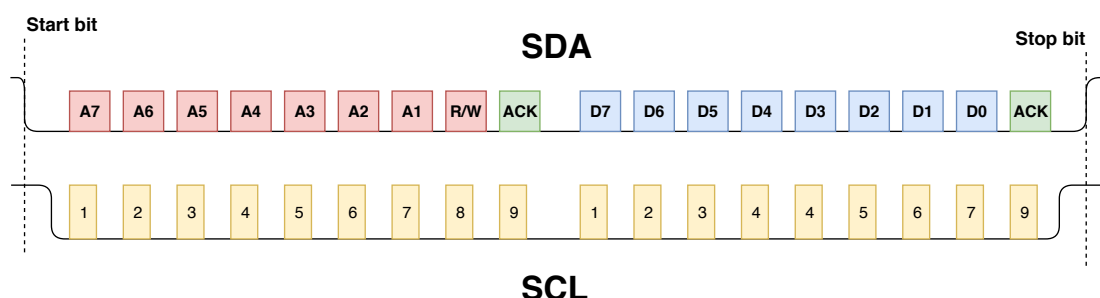 Start bit
SDA
Stop bit
A7 A6 A5 A4 A3 A2 A1 R/W ACK D7 D6 D5 D4 D3 D2 D1 D0 ACK
1 2 3 4 5 6 7 8 9 1 2 3 4 4 5 6 7 9
SCL